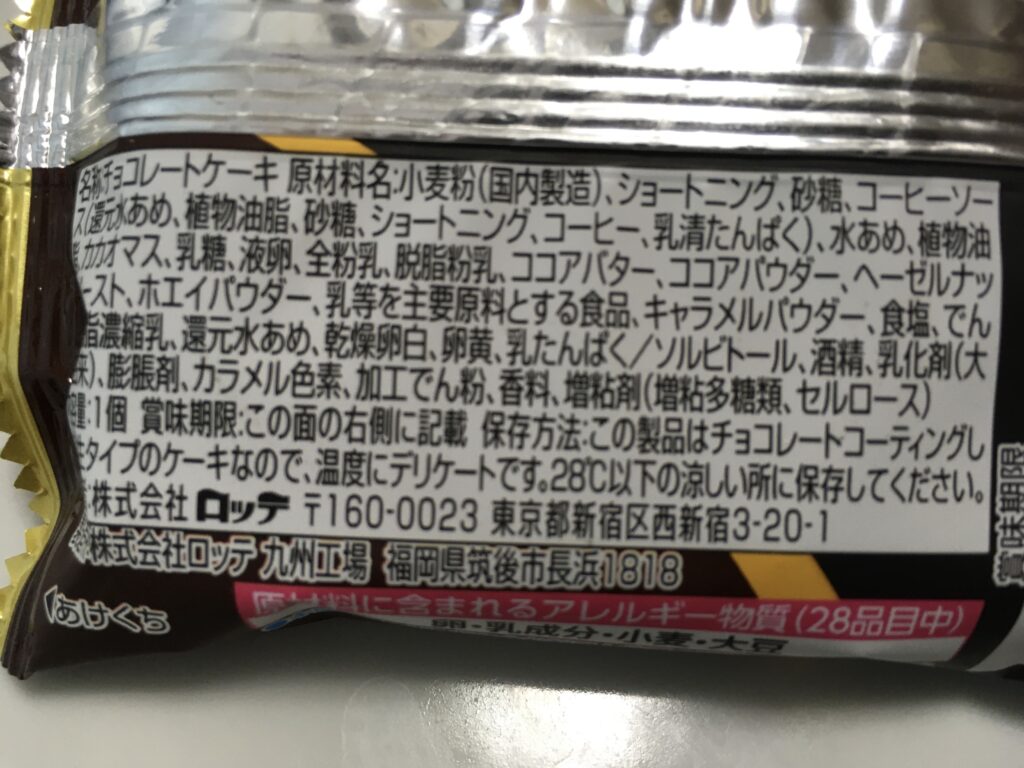 名称:チョコレートケーキ 原材料名:小麦粉(国内製造)、ショートニング、砂糖、コーヒーソー
ス(還元水あめ、植物油脂、砂糖、ショートニング、コーヒー、乳清たんぱく)、水あめ、植物油
カカオマス、乳糖、液卵、全粉乳、脱脂粉乳、ココアバター、ココアパウダー、ヘーゼルナッ
ースト、ホエイパウダー、乳等を主要原料とする食品、キャラメルパウダー、食塩、でん
脂濃縮乳、還元水あめ、乾燥卵白、卵黄、乳たんぱく/ソルビトール、酒精、乳化剤(大
来)、膨脹剤、カラメル色素、加工でん粉、香料、増粘剤(増粘多糖類、セルロース)
量:1個 賞味期限:この面の右側に記載 保存方法:この製品はチョコレートコーティングし
タイプのケーキなので、温度にデリケートです。28℃以下の涼しい所に保存してください。
株式会社 ロッテ 〒160-0023 東京都新宿区西新宿3-20-1
株式会社ロッテ 九州工場 福岡県筑後市長浜1818
あけくち
原材料に含まれるアレルギー物質(28品目中)
卵・乳成分・小麦・大豆
賞味期限